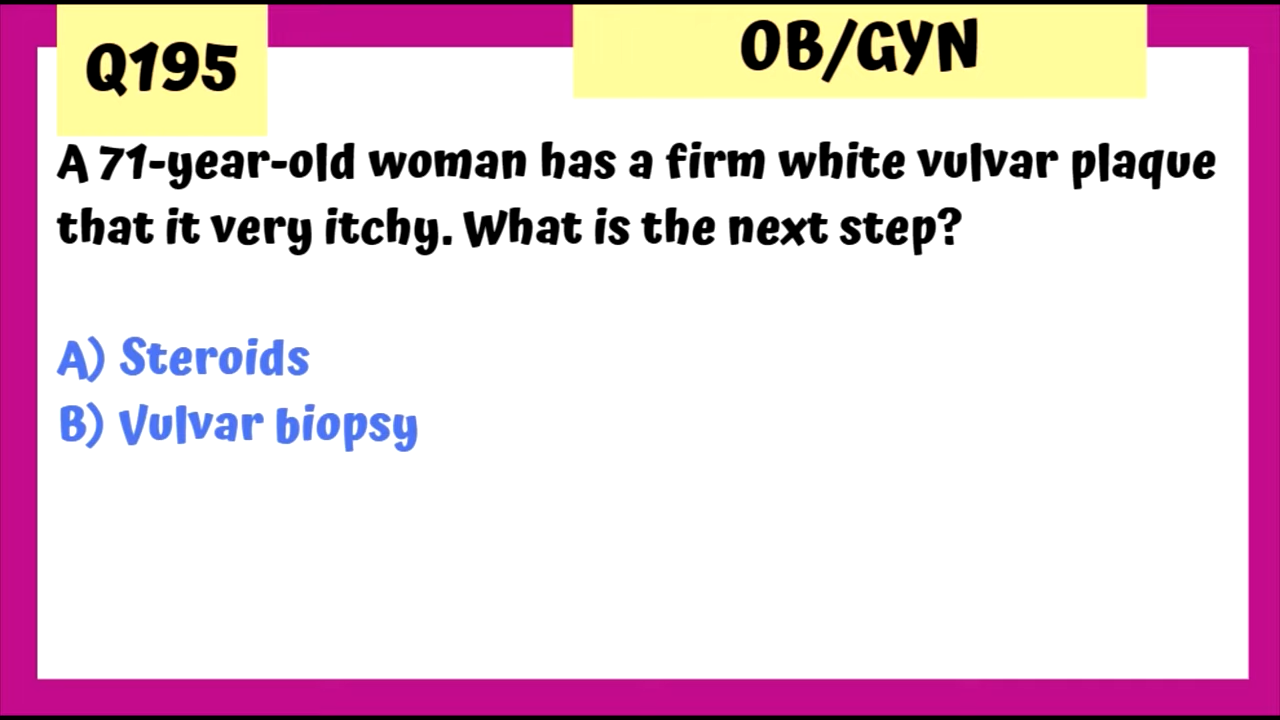 Q195
OB/GYN
A 71-year-old woman has a firm white vulvar plaque
that it very itchy. What is the next step?
A) Steroids
B) Vulvar biopsy